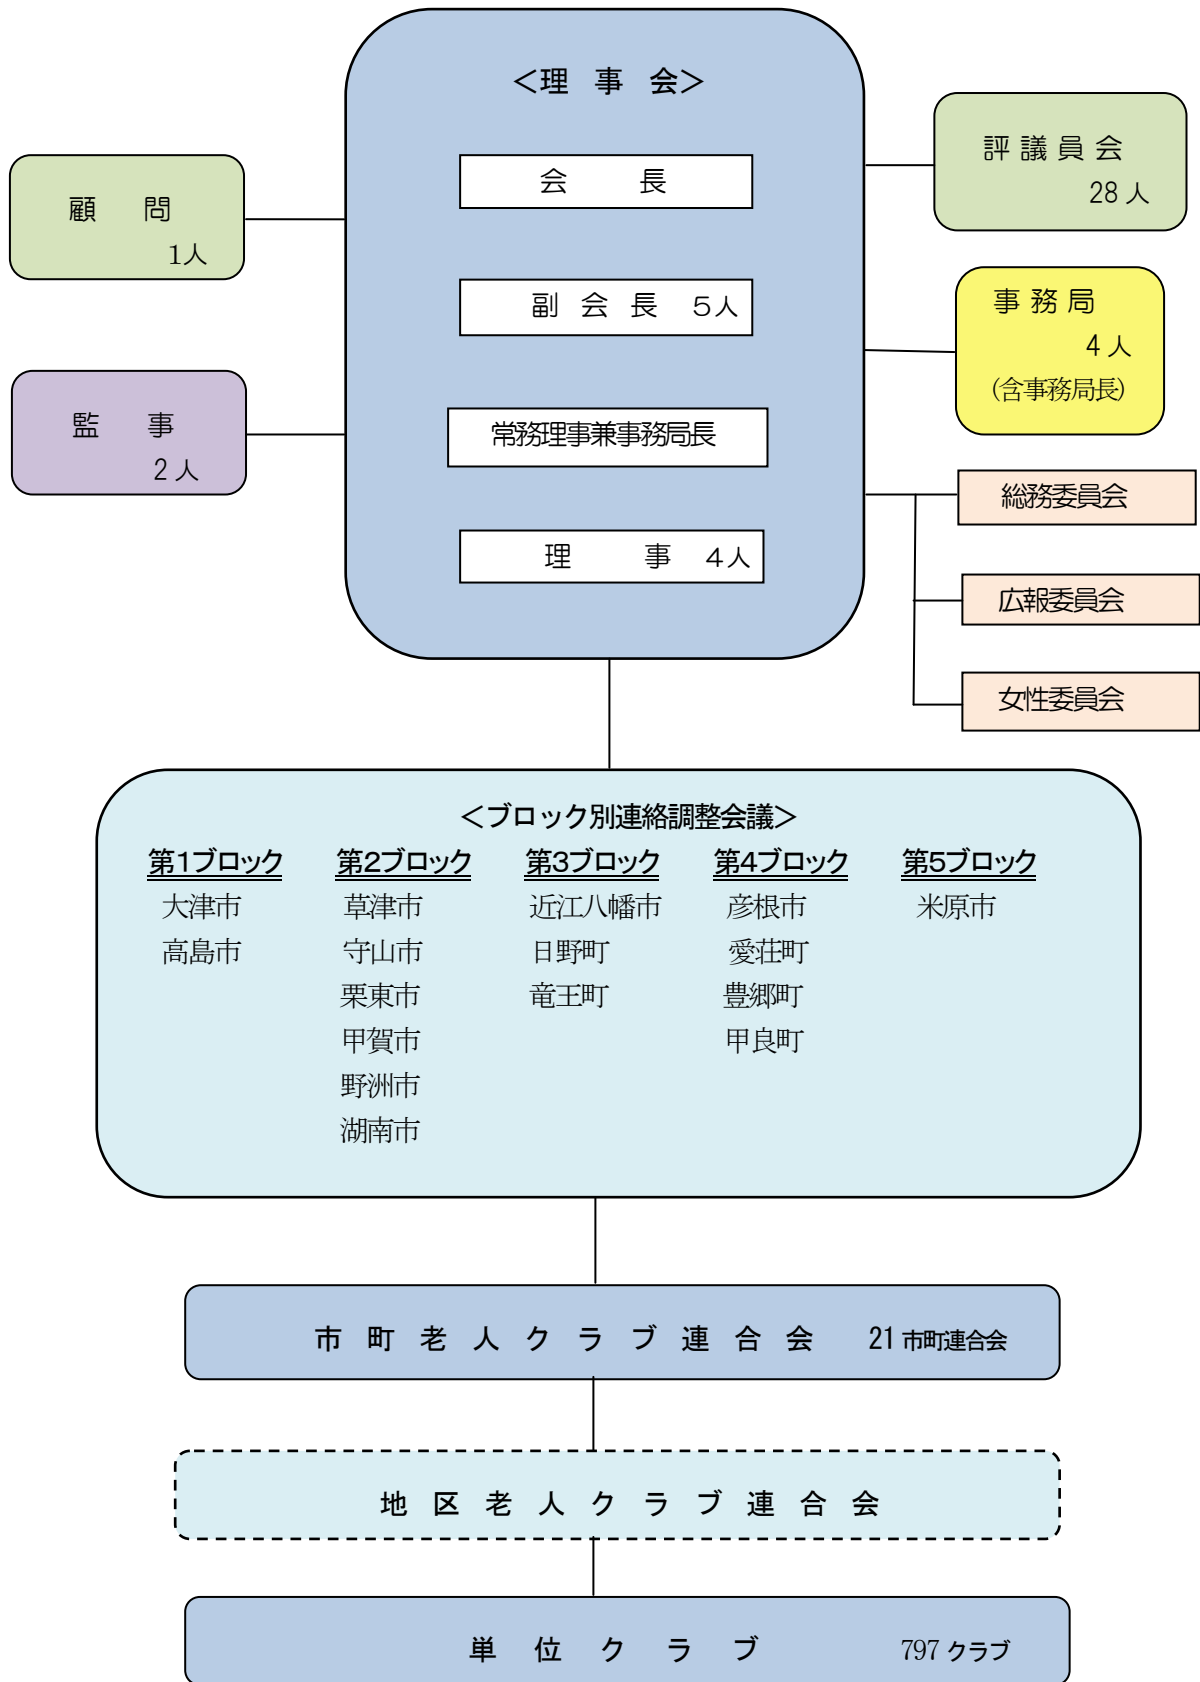 ＜理 事 会＞
会 長
副 会 長 5人
常務理事兼事務局長
理 事 4人
顧 問
1人
監 事
2人
評議員会
28人
事務局
4人
(含事務局長)
総務委員会
広報委員会
女性委員会
＜ブロック別連絡調整会議＞
第1ブロック 第2ブロック 第3ブロック 第4ブロック 第5ブロック
大津市 草津市 近江八幡市 彦根市 米原市
高島市 守山市 日野町 愛荘町
栗東市 竜王町 豊郷町
甲賀市 甲良町
野洲市
湖南市
市町老人クラブ連合会 21市町連合会
地区老人クラブ連合会
単位クラブ 797クラブ